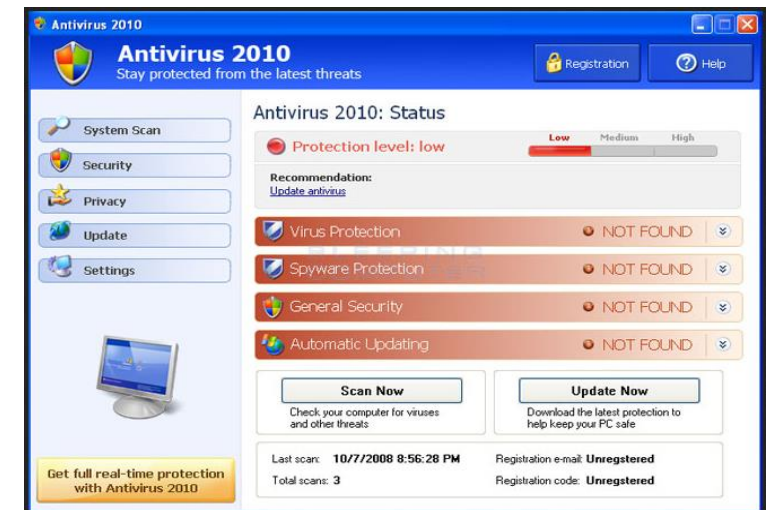 Antivirus 2010
Antivirus 2010
Stay protected from the latest threats
Registration
Help
System Scan
Security
Privacy
Update
Settings
Get full real-time protection
with Antivirus 2010
Antivirus 2010: Status
Protection level: low
Low Medium High
Recommendation:
Update antivirus
Virus Protection NOT FOUND
BLEEPING
Spyware Protection NOT FOUND
General Security NOT FOUND
Automatic Updating NOT FOUND
Scan Now
Check your computer for viruses
and other threats
Update Now
Download the latest protection to
help keep your PC safe
Last scan: 10/7/2008 8:56:28 PM
Total scans: 3
Registration e-mail: Unregstered
Registration code: Unregstered